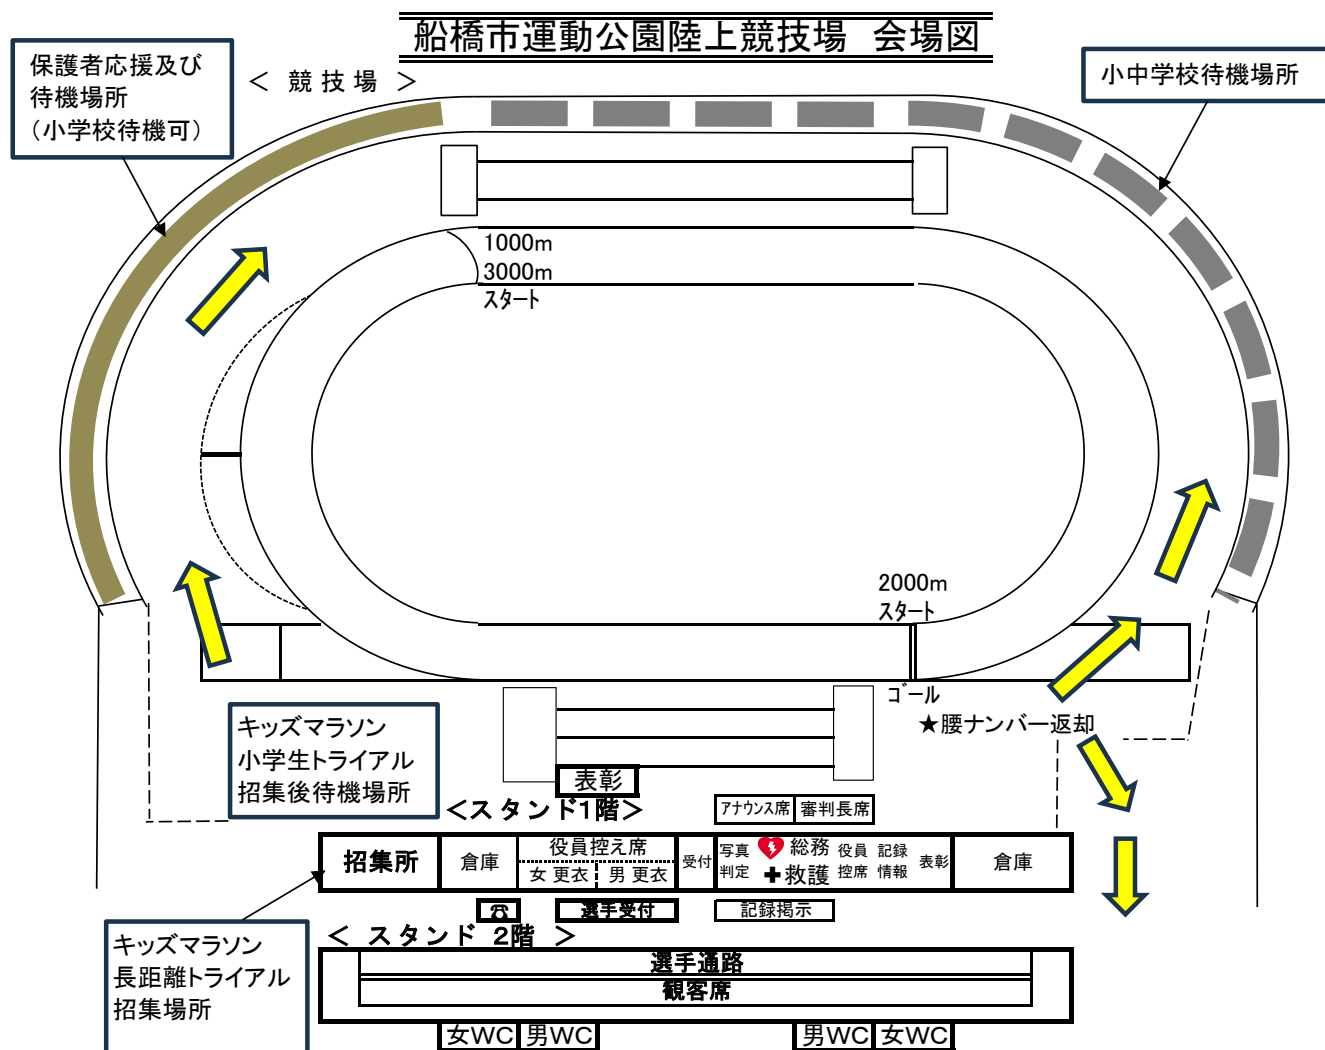 船橋市運動公園陸上競技場 会場図
保護者応援及び
待機場所
（小学校待機可）
＜ 競 技 場 ＞
小中学校待機場所
1000m
3000m
スタート
2000m
スタート
ゴール
★腰ナンバー返却
キッズマラソン
小学生トライアル
招集後待機場所
表彰
＜スタンド1階＞
アナウンス席
審判長席
招集所
倉庫
役員控え席
女 更衣
男 更衣
受付
写真
判定
総務
✚救護
役員
控席
記録
情報
表彰
倉庫
☎
選手受付
記録掲示
＜ スタンド 2階 ＞
キッズマラソン
長距離トライアル
招集場所
選手通路
観客席
女WC
男WC
男WC
女WC